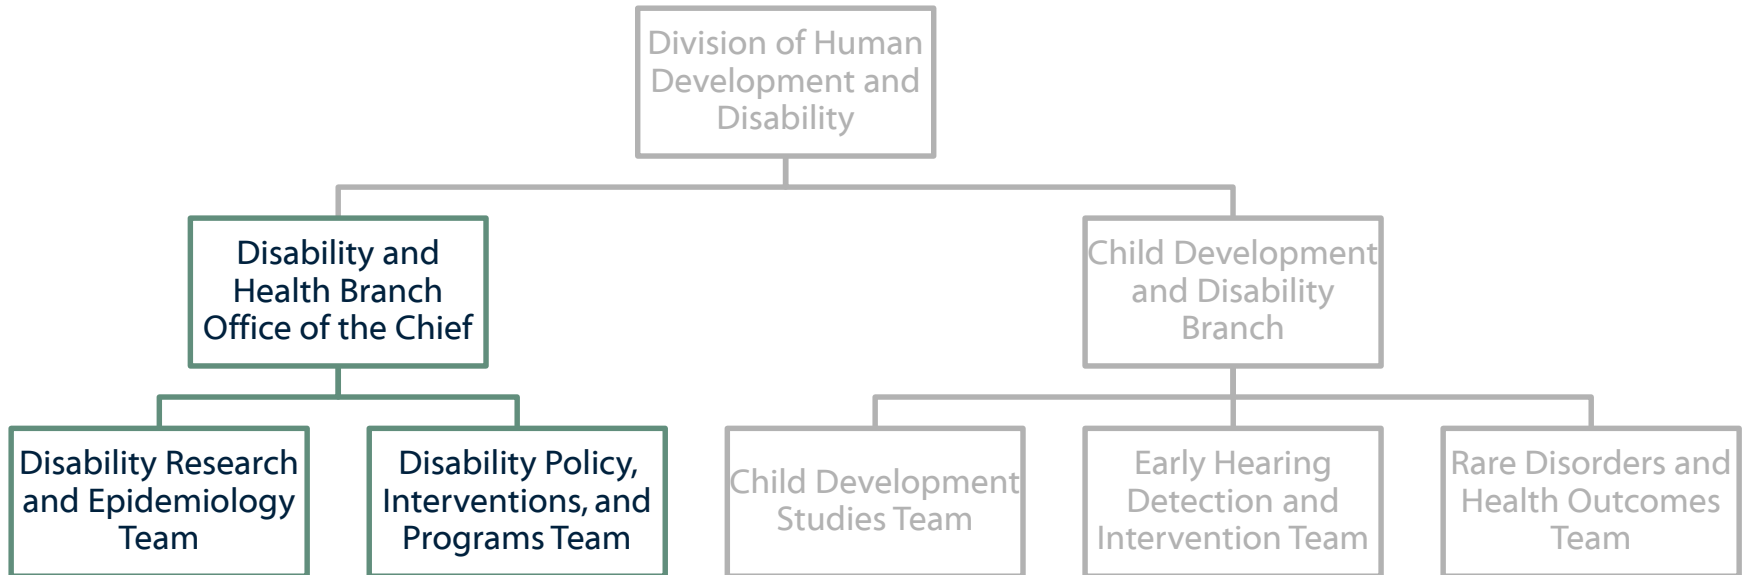 Division of Human
Development and
Disability
Disability and
Health Branch
Office of the Chief
Child Development
and Disability
Branch
Disability Research
and Epidemiology
Team
Disability Policy,
Interventions, and
Programs Team
Child Development
Studies Team
Early Hearing
Detection and
Intervention Team
Rare Disorders and
Health Outcomes
Team